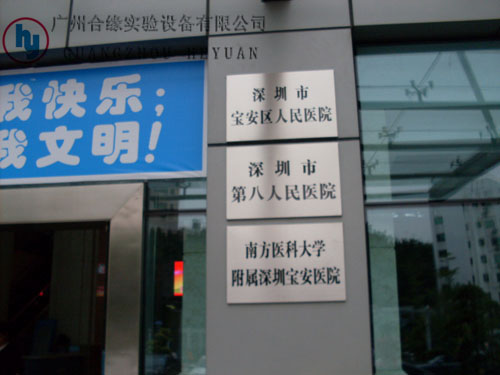 广州合缘实验设备有限公司
GUANGZHOU HEYUAN
我快乐;
我文明!
深圳市
宝安区人民医院
深圳市
第八人民医院
南方医科大学
附属深圳宝安医院